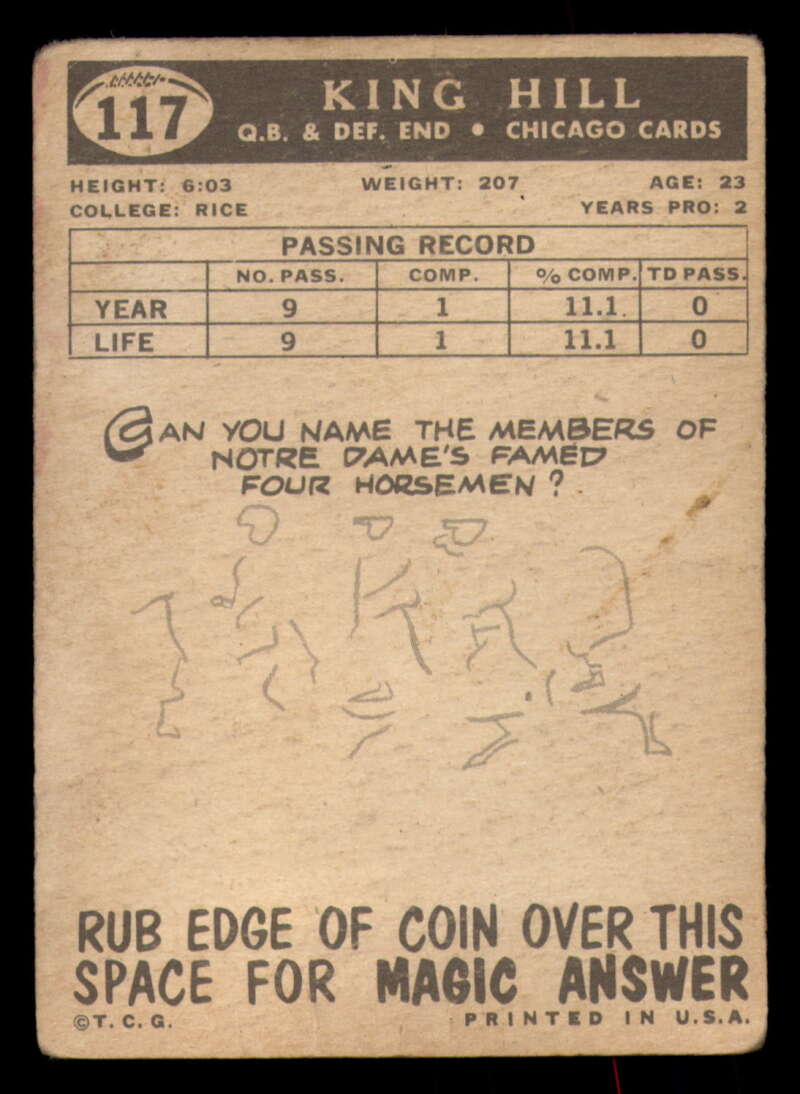 117
KING HILL
Q.B. & DEF. END • CHICAGO CARDS
HEIGHT: 6:03 WEIGHT: 207 AGE: 23
COLLEGE: RICE YEARS PRO: 2
PASSING RECORD
NO. PASS. COMP. % COMP. TD PASS.
YEAR 9 1 11.1 0
LIFE 9 1 11.1 0
CAN YOU NAME THE MEMBERS OF
NOTRE DAME'S FAMED
FOUR HORSEMEN?
RUB EDGE OF COIN OVER THIS
SPACE FOR MAGIC ANSWER
© T. C. G. PRINTED IN U.S.A.